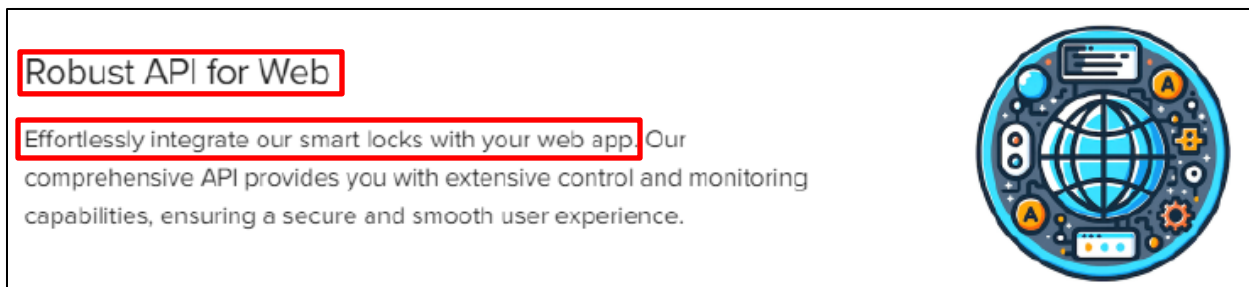 Robust API for Web
Effortlessly integrate our smart locks with your web app. Our
comprehensive API provides you with extensive control and monitoring
capabilities, ensuring a secure and smooth user experience.
A
A